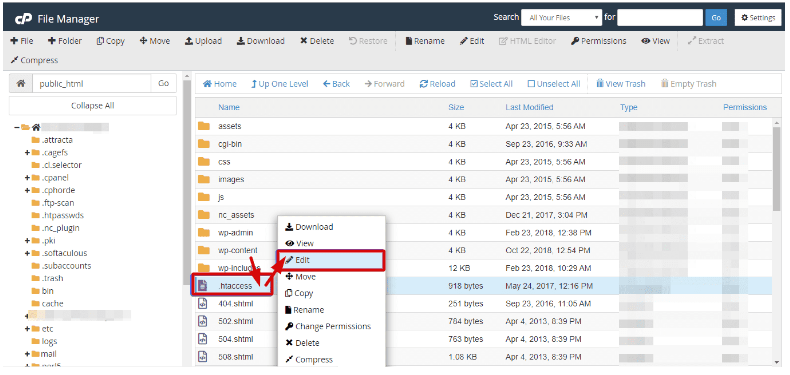 cP File Manager Search All Your Files for Go Settings
File Folder Copy Move Upload Download Delete Restore Rename Edit HTML Editor Permissions View Extract
Compress
public_html Go
Collapse All
.attracta
.cagefs
.cl.selector
.cpanel
.cphorde
.ftp-scan
.htpasswds
.nc_plugin
.pki
.softaculous
.subaccounts
.trash
bin
cache
etc
logs
mail
perl5
Home Up One Level Back Forward Reload Select All Unselect All View Trash Empty Trash
Name Size Last Modified Type Permissions
assets 4 KB Apr 23, 2015, 5:56 AM
cgi-bin 4 KB Sep 23, 2016, 9:33 AM
css 4 KB Apr 23, 2015, 5:56 AM
images 4 KB Apr 23, 2015, 5:56 AM
js 4 KB Apr 23, 2015, 5:56 AM
nc_assets 4 KB Dec 21, 2017, 3:04 PM
wp-admin 4 KB Feb 23, 2018, 12:38 PM
wp-content 4 KB Oct 22, 2018, 12:54 PM
wp-includes 12 KB Feb 23, 2018, 10:29 AM
.htaccess 918 bytes May 24, 2017, 12:16 PM
404.shtml 251 bytes Sep 23, 2016, 11:05 AM
502.shtml 764 bytes Apr 4, 2013, 8:39 PM
504.shtml 763 bytes Apr 4, 2013, 8:39 PM
508.shtml 1.08 KB Apr 4, 2013, 8:39 PM
Download
View
Edit
Move
Copy
Rename
Change Permissions
Delete
Compress